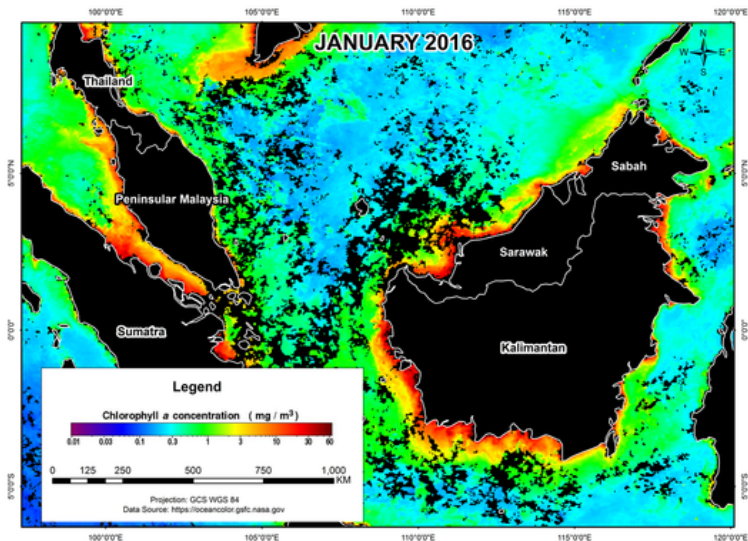 100°0'0"E 105°0'0"E 110°0'0"E 115°0'0"E 120°0'0"E
JANUARY 2016
N
W E
S
Thailand
5°0'0"N 5°0'0"N
Sabah
Peninsular Malaysia
Sarawak
0°0'0" 0°0'0"
Sumatra
Kalimantan
Legend
Chlorophyll a concentration ( mg / m³)
0.01 0.03 0.1 0.3 1 3 10 30 60
0 125 250 500 750 1,000
KM
5°0'0"S 5°0'0"S
Projection: GCS WGS 84
Data Source: https://oceancolor.gsfc.nasa.gov
100°0'0"E 105°0'0"E 110°0'0"E 115°0'0"E 120°0'0"E